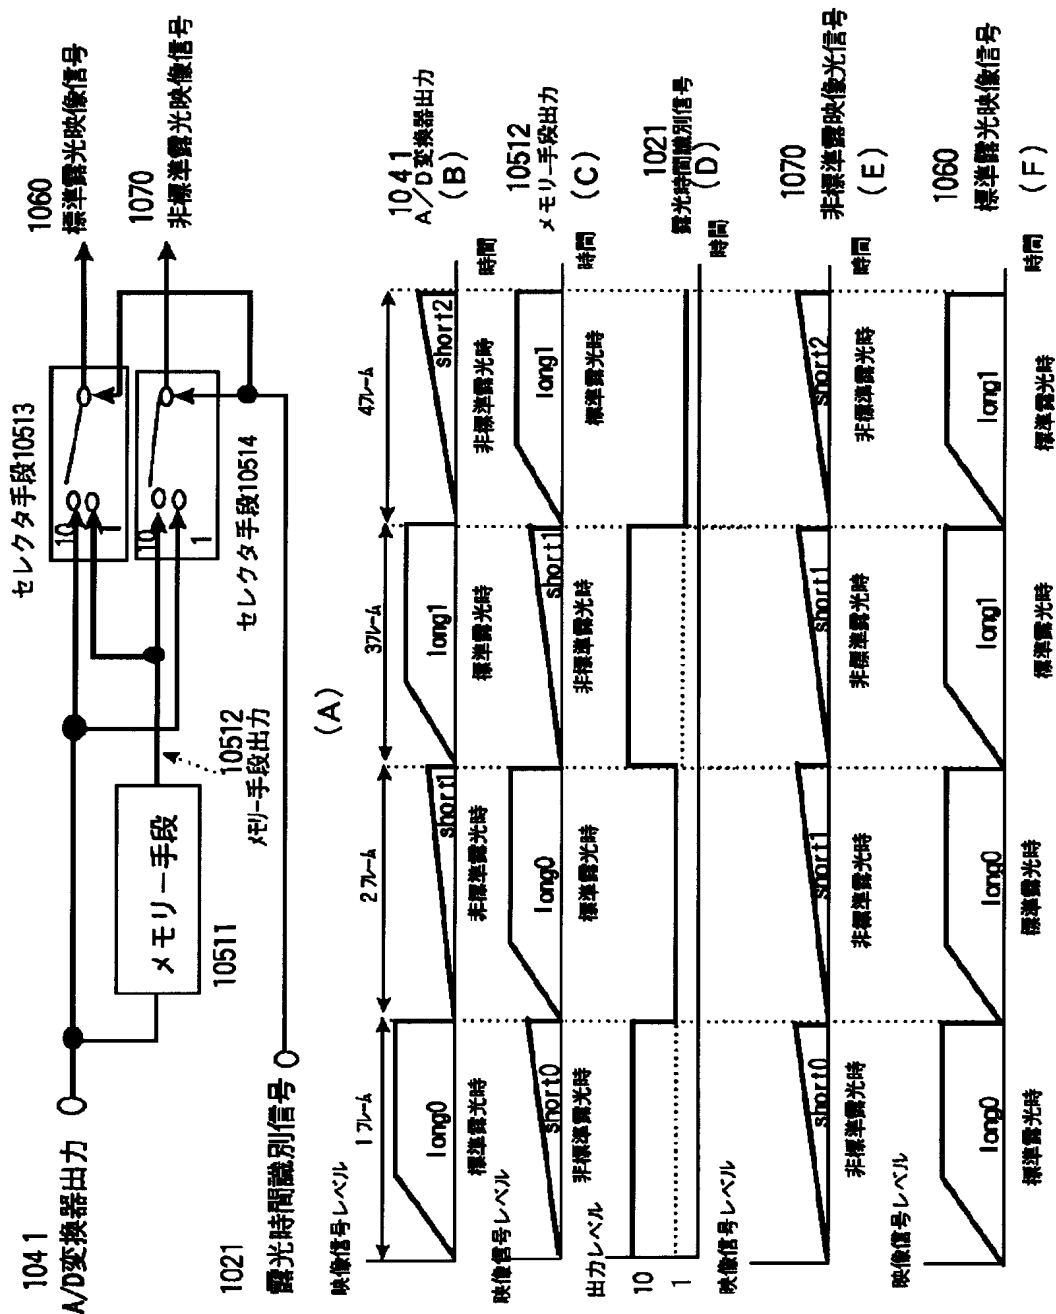 1041
A/D変換器出力
メモリー手段
10511
10512
メモリー手段出力
セレクタ手段10513
10
1
10
1
セレクタ手段10514
1060
標準露光映像信号
1070
非標準露光映像信号
1021
露光時間識別信号
(A)
映像信号レベル
1フレーム
2フレーム
3フレーム
4フレーム
long0
short1
long1
short2
標準露光時
非標準露光時
標準露光時
非標準露光時
時間
1041
A/D変換器出力
(B)
映像信号レベル
short0
long0
short1
long1
非標準露光時
標準露光時
非標準露光時
標準露光時
時間
10512
メモリー手段出力
(C)
出力レベル
10
1
時間
1021
露光時間識別信号
(D)
映像信号レベル
short0
short1
short1
short2
非標準露光時
非標準露光時
非標準露光時
非標準露光時
時間
1070
非標準露映像光信号
(E)
映像信号レベル
long0
long0
long1
long1
標準露光時
標準露光時
標準露光時
標準露光時
時間
1060
標準露光映像信号
(F)